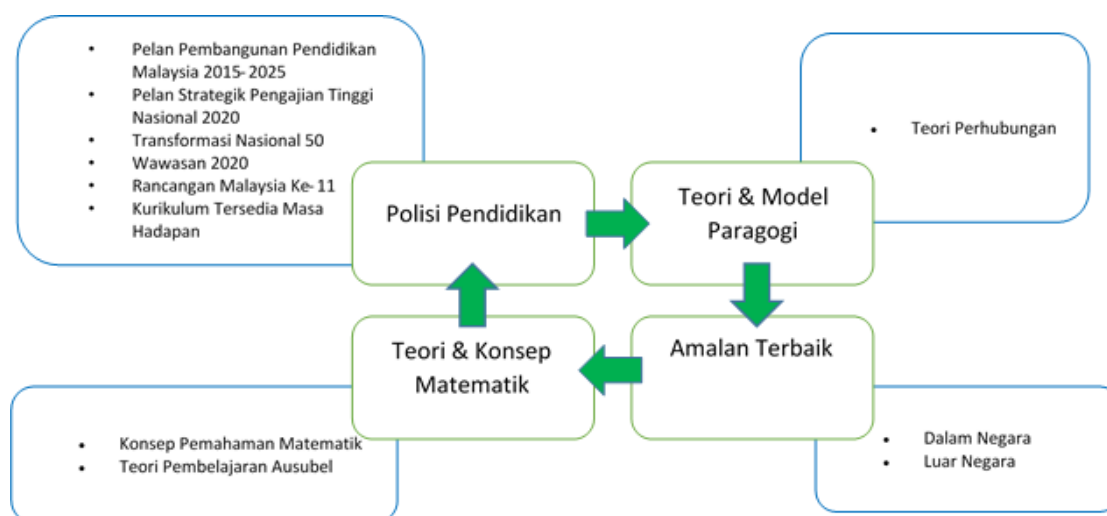 Pelan Pembangunan Pendidikan
Malaysia 2015-2025
Pelan Strategik Pengajian Tinggi
Nasional 2020
Transformasi Nasional 50
Wawasan 2020
Rancangan Malaysia Ke-11
Kurikulum Tersedia Masa
Hadapan
Teori Perhubungan
Polisi Pendidikan
Teori & Model
Paragogi
Teori & Konsep
Matematik
Amalan Terbaik
Konsep Pemahaman Matematik
Teori Pembelajaran Ausubel
Dalam Negara
Luar Negara